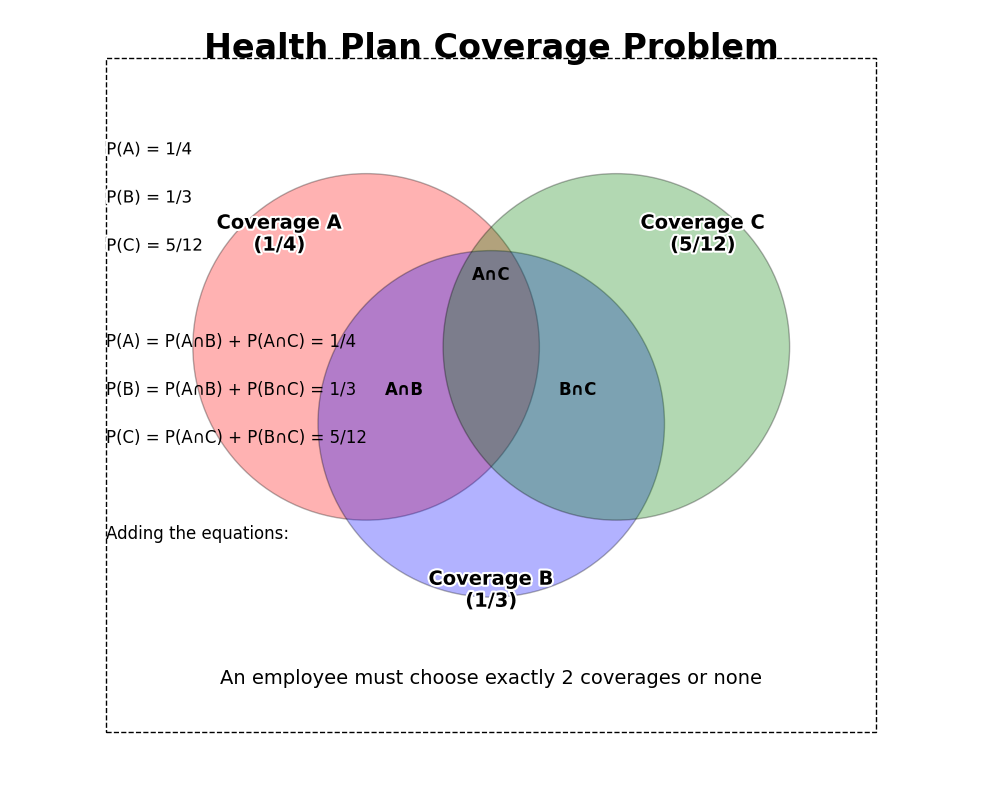 Health Plan Coverage Problem
P(A) = 1/4
P(B) = 1/3
P(C) = 5/12
Coverage A
(1/4)
Coverage C
(5/12)
A∩C
P(A) = P(A∩B) + P(A∩C) = 1/4
P(B) = P(A∩B) + P(B∩C) = 1/3
P(C) = P(A∩C) + P(B∩C) = 5/12
A∩B
B∩C
Adding the equations:
Coverage B
(1/3)
An employee must choose exactly 2 coverages or none